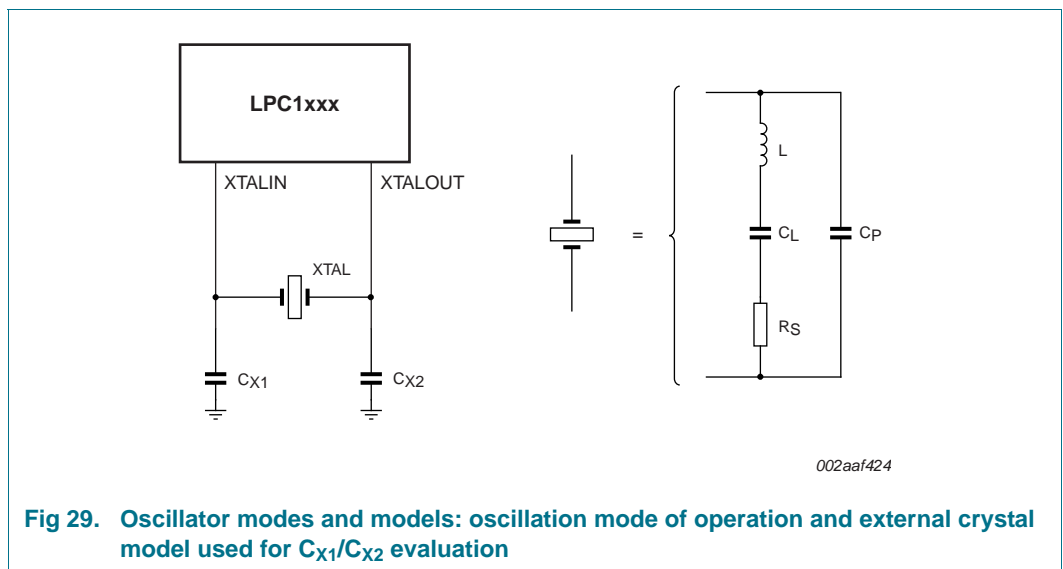 LPC1xxx
XTALIN
XTALOUT
XTAL
CX1
CX2
=
L
CL
CP
RS
002aaf424
Fig 29. Oscillator modes and models: oscillation mode of operation and external crystal
model used for CX1/CX2 evaluation